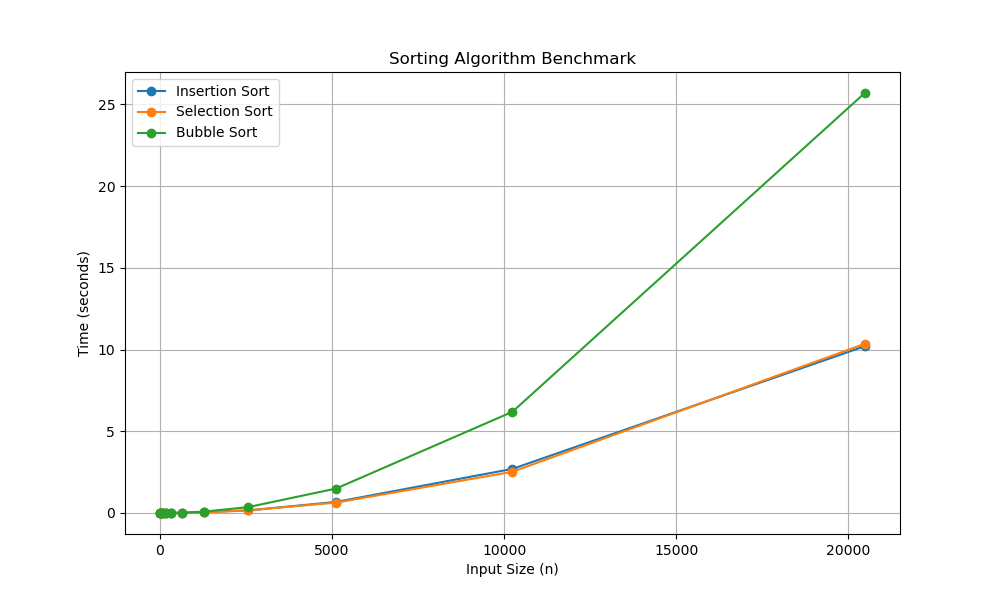 Sorting Algorithm Benchmark
Insertion Sort
Selection Sort
Bubble Sort
25
20
15
10
5
0
Time (seconds)
0 5000 10000 15000 20000
Input Size (n)